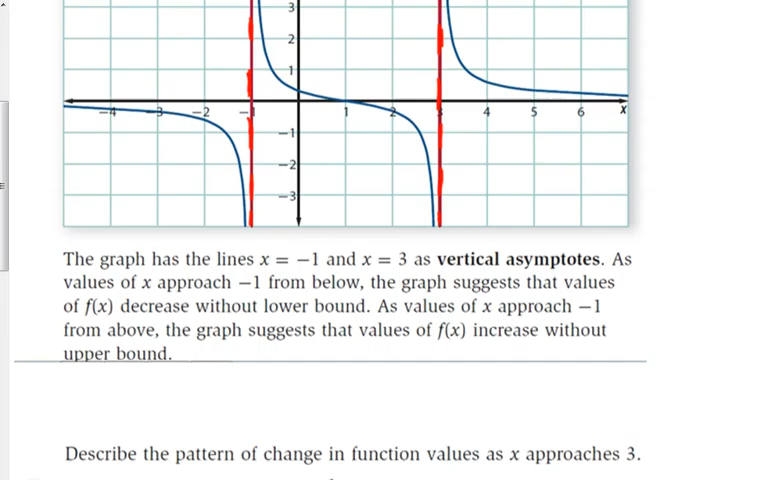 3
2
1
−4 −3 −2 −1 1 2 3 4 5 6 x
−1
−2
−3
The graph has the lines x = −1 and x = 3 as vertical asymptotes. As
values of x approach −1 from below, the graph suggests that values
of f(x) decrease without lower bound. As values of x approach −1
from above, the graph suggests that values of f(x) increase without
upper bound.
Describe the pattern of change in function values as x approaches 3.